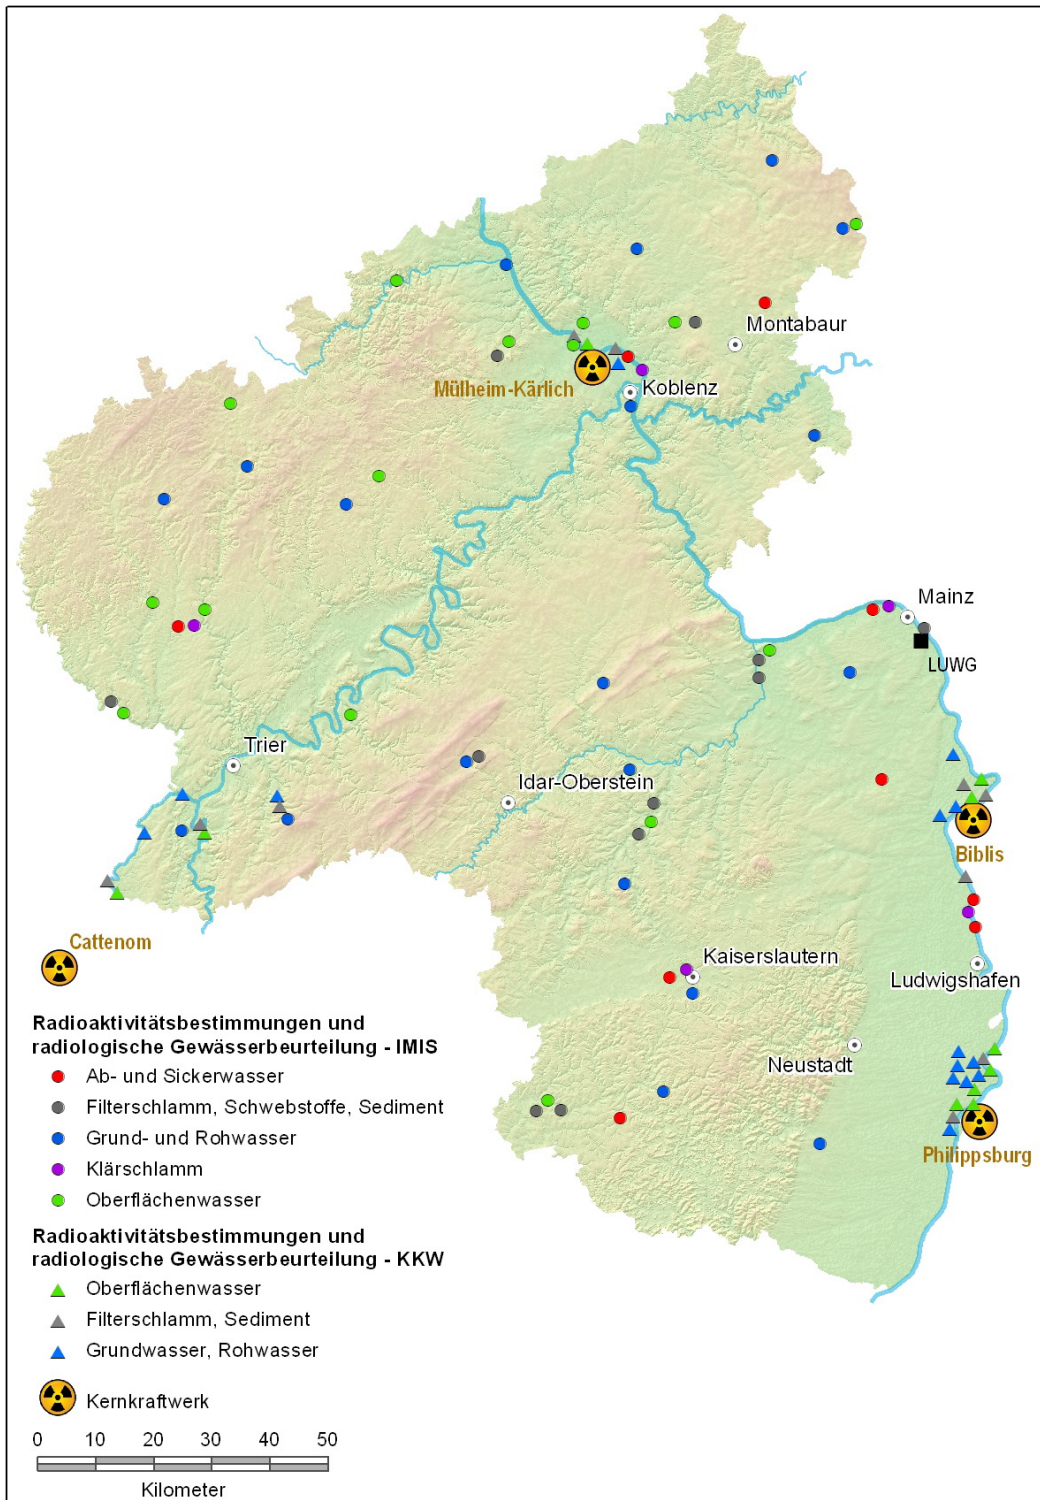 Montabaur
Mülheim-Kärlich
Koblenz
Mainz
LUWG
Trier
Idar-Oberstein
Biblis
Cattenom
Kaiserslautern
Ludwigshafen
Neustadt
Philippsburg
Radioaktivitätsbestimmungen und
radiologische Gewässerbeurteilung - IMIS
Ab- und Sickerwasser
Filterschlamm, Schwebstoffe, Sediment
Grund- und Rohwasser
Klärschlamm
Oberflächenwasser
Radioaktivitätsbestimmungen und
radiologische Gewässerbeurteilung - KKW
Oberflächenwasser
Filterschlamm, Sediment
Grundwasser, Rohwasser
Kernkraftwerk
0 10 20 30 40 50
Kilometer